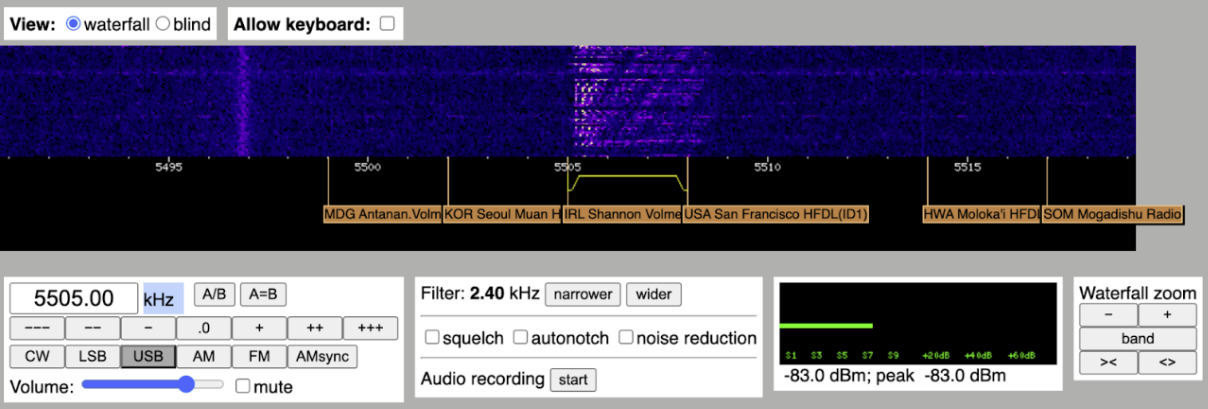 View: waterfall blind Allow keyboard:
5495 5500 5505 5510 5515
MDG Antanan.Volm KOR Seoul Muan H IRL Shannon Volme USA San Francisco HFDL(ID1) HWA Moloka'i HFDl SOM Mogadishu Radio
5505.00 kHz A/B A=B
--- -- - .0 + ++ +++
CW LSB USB AM FM AMsync
Volume: mute
Filter: 2.40 kHz narrower wider
squelch autonotch noise reduction
Audio recording start
S1 S3 S5 S7 S9 +20dB +40dB +60dB
-83.0 dBm; peak -83.0 dBm
Waterfall zoom
- +
band
>< <>